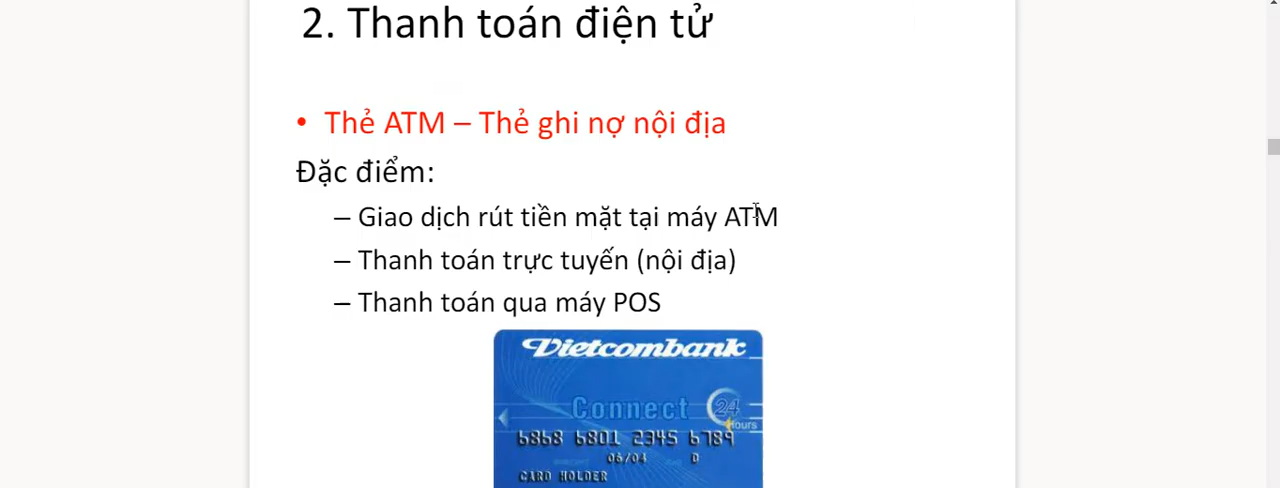 2. Thanh toán điện tử
• Thẻ ATM – Thẻ ghi nợ nội địa
Đặc điểm:
– Giao dịch rút tiền mặt tại máy ATM
– Thanh toán trực tuyến (nội địa)
– Thanh toán qua máy POS
Vietcombank
Connect 24
Hours
6868 6801 2345 6789
06/04 D
CARD HOLDER